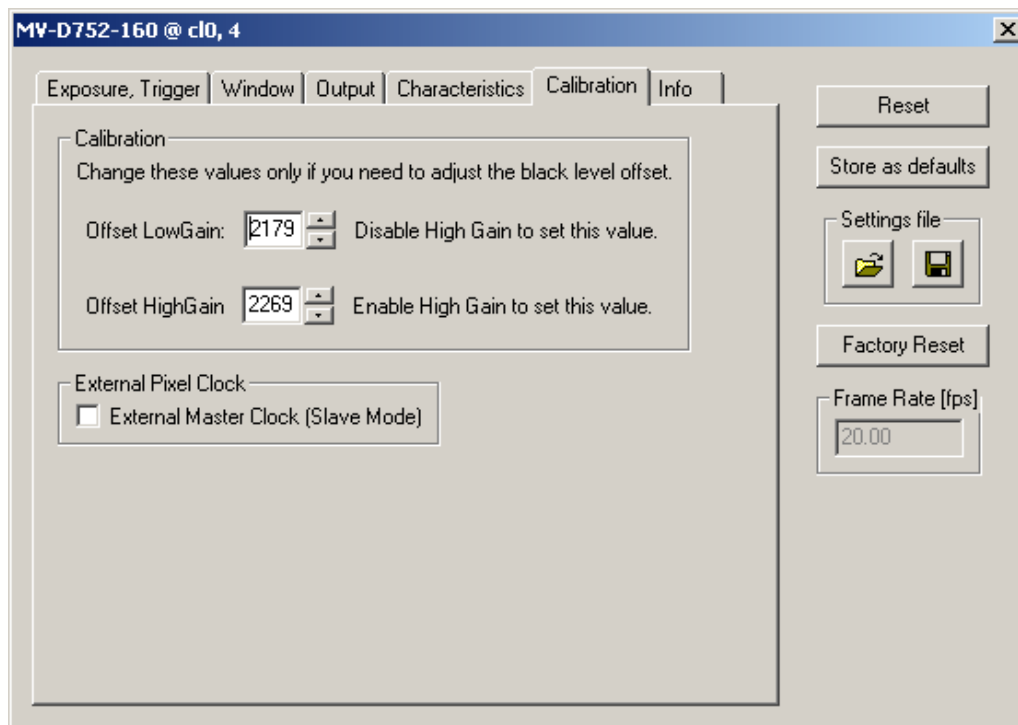 MV-D752-160 @ cl0, 4
Exposure, Trigger Window Output Characteristics Calibration Info
Calibration
Change these values only if you need to adjust the black level offset.
Offset LowGain: 2179 Disable High Gain to set this value.
Offset HighGain 2269 Enable High Gain to set this value.
External Pixel Clock
External Master Clock (Slave Mode)
Reset
Store as defaults
Settings file
Factory Reset
Frame Rate [fps]
20.00